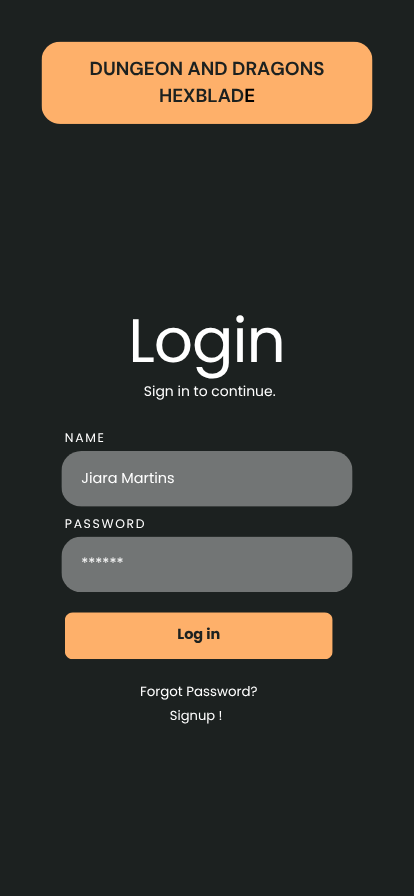 DUNGEON AND DRAGONS
HEXBLADE
Login
Sign in to continue.
NAME
Jiara Martins
PASSWORD
******
Log in
Forgot Password?
Signup !